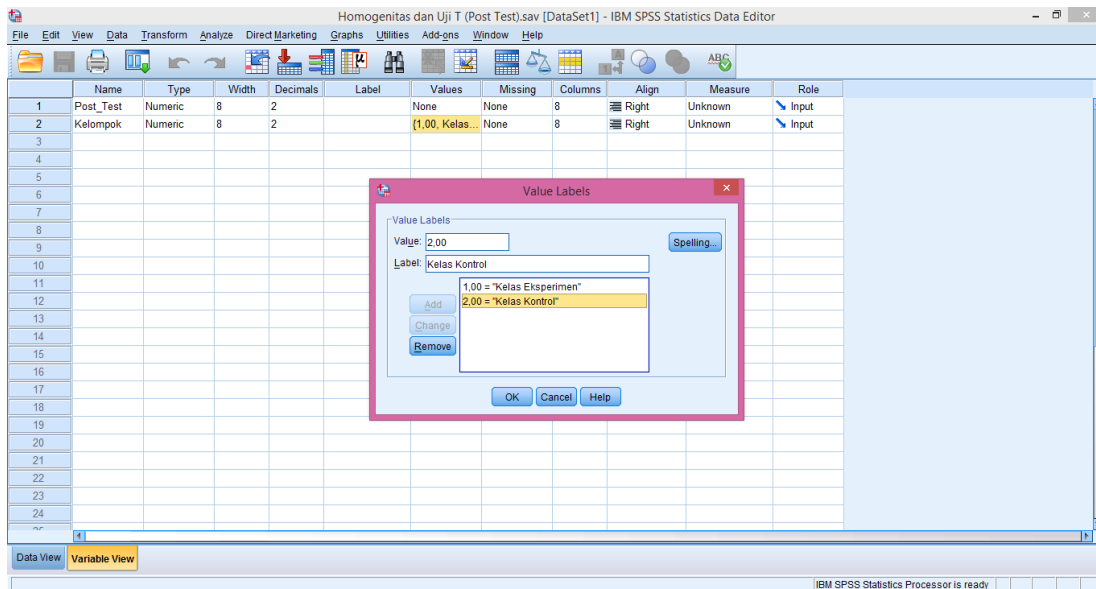 Homogenitas dan Uji T (Post Test).sav [DataSet1] - IBM SPSS Statistics Data Editor
File Edit View Data Transform Analyze Direct Marketing Graphs Utilities Add-ons Window Help
Name Type Width Decimals Label Values Missing Columns Align Measure Role
1 Post_Test Numeric 8 2 None None 8 Right Unknown Input
2 Kelompok Numeric 8 2 {1,00, Kelas... None 8 Right Unknown Input
3
4
5
6
7
8
9
10
11
12
13
14
15
16
17
18
19
20
21
22
23
24
Value Labels
Value Labels
Value: 2,00
Spelling...
Label: Kelas Kontrol
1,00 = "Kelas Eksperimen"
2,00 = "Kelas Kontrol"
Add
Change
Remove
OK Cancel Help
Data View Variable View
IBM SPSS Statistics Processor is ready